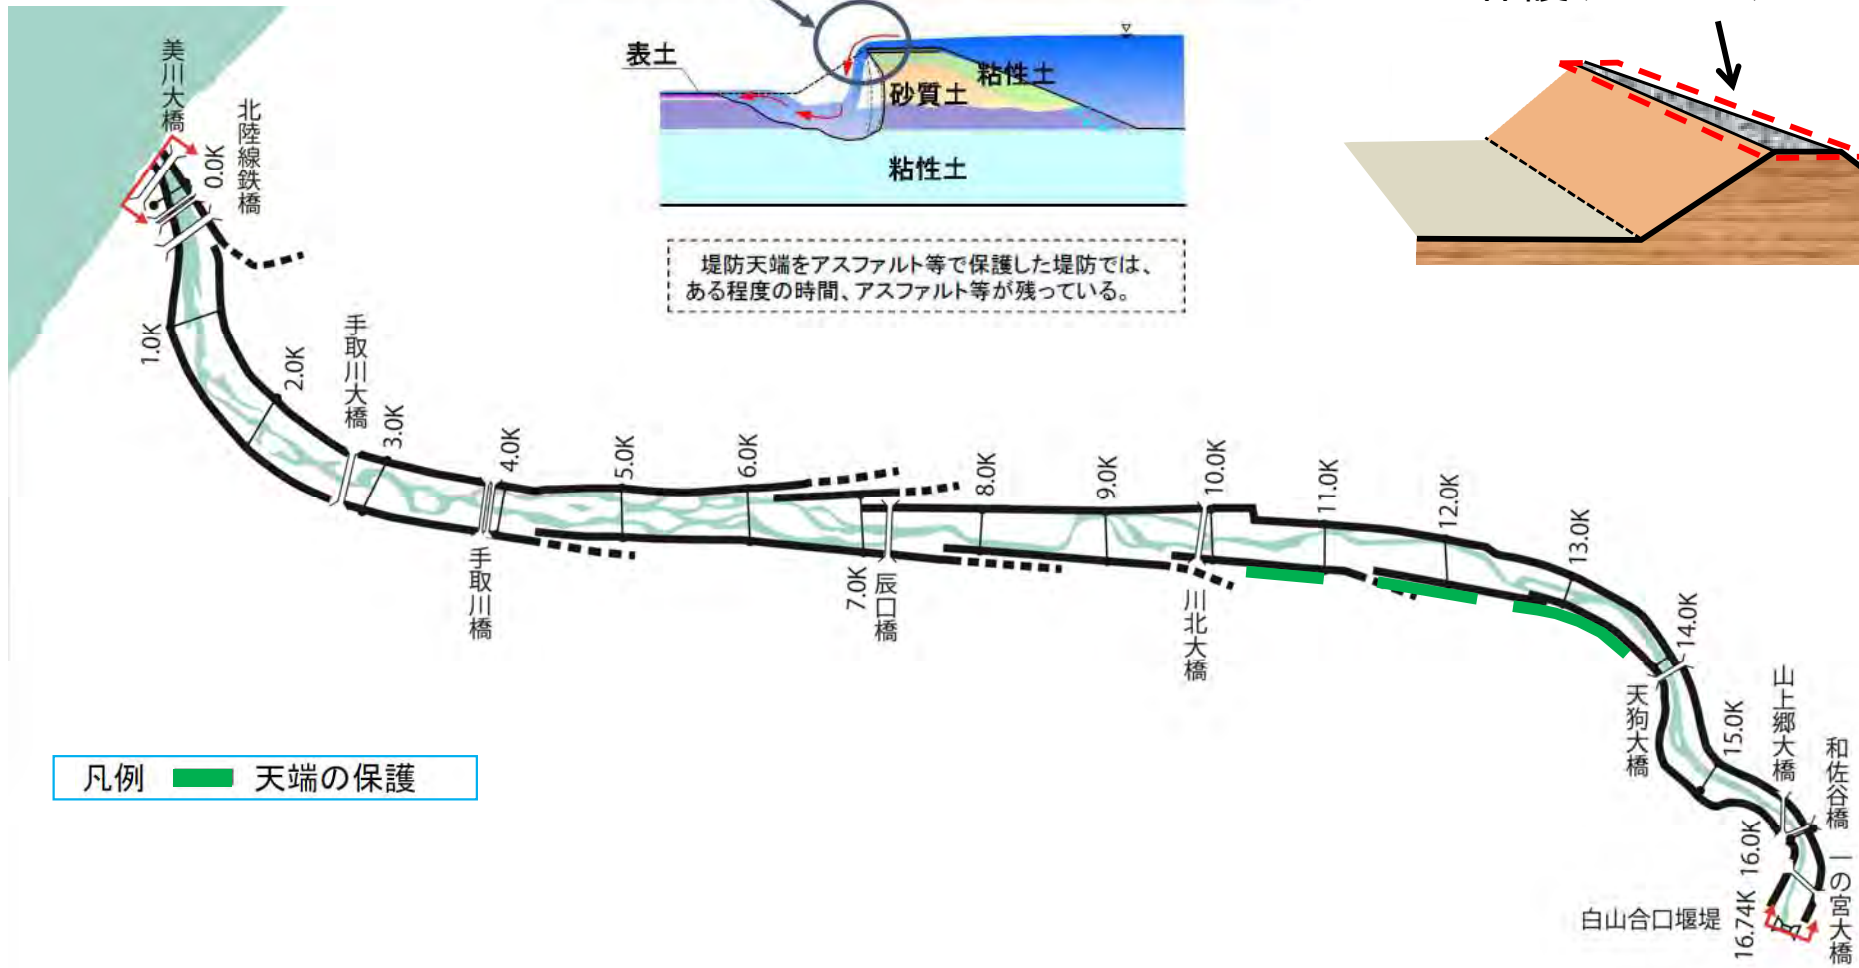 表土
粘性土
砂質土
粘性土
堤防天端をアスファルト等で保護した堤防では、
ある程度の時間、アスファルト等が残っている。
美川大橋
北陸線鉄橋
0.0K
1.0K
2.0K
手取川大橋
3.0K
4.0K
手取川橋
5.0K
6.0K
7.0K
辰口橋
8.0K
9.0K
10.0K
川北大橋
11.0K
12.0K
13.0K
14.0K
天狗大橋
15.0K
山上郷大橋
和佐谷橋
16.0K
一の宮大橋
16.74K
白山合口堰堤
凡例 天端の保護